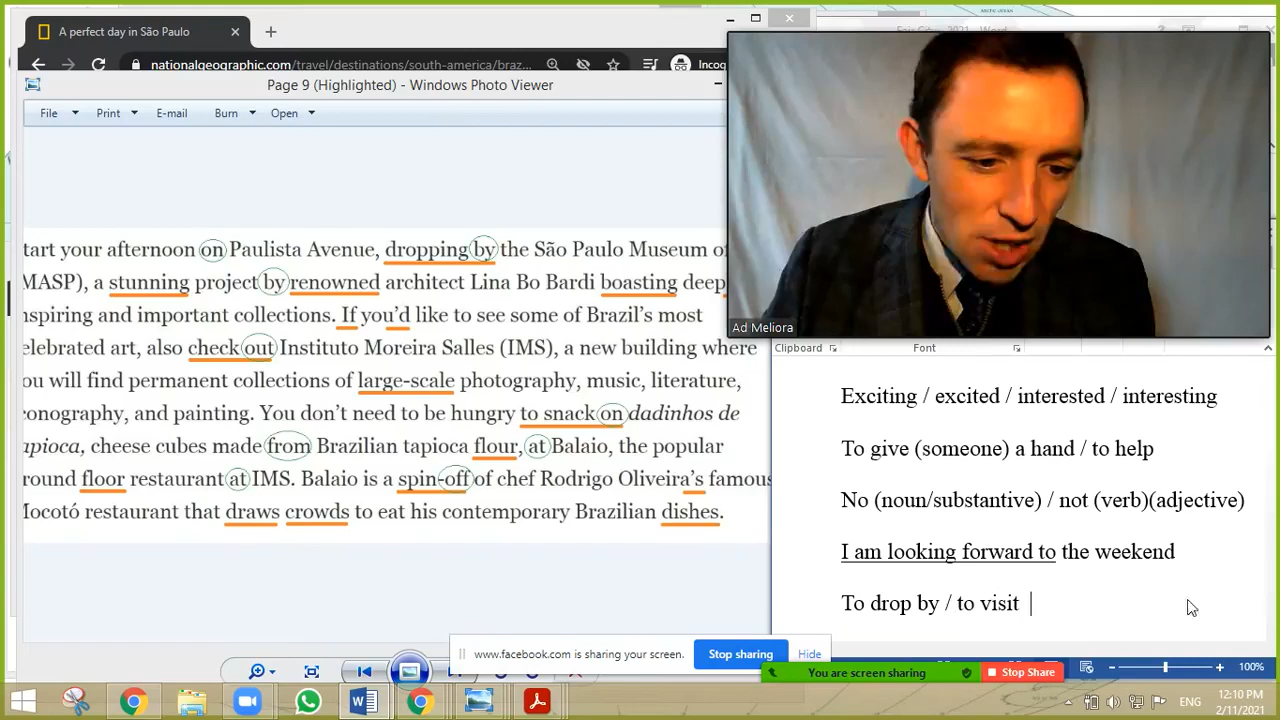 A perfect day in São Paulo
nationalgeographic.com/travel/destinations/south-america/braz...
Incog
Page 9 (Highlighted) - Windows Photo Viewer
File Print E-mail Burn Open
tart your afternoon on Paulista Avenue, dropping by the São Paulo Museum of
MASP), a stunning project by renowned architect Lina Bo Bardi boasting deep
nspiring and important collections. If you'd like to see some of Brazil's most
elebrated art, also check out Instituto Moreira Salles (IMS), a new building where
ou will find permanent collections of large-scale photography, music, literature,
conography, and painting. You don't need to be hungry to snack on dadinhos de
apioca, cheese cubes made from Brazilian tapioca flour, at Balaio, the popular
round floor restaurant at IMS. Balaio is a spin-off of chef Rodrigo Oliveira's famous
Mocotó restaurant that draws crowds to eat his contemporary Brazilian dishes.
Ad Meliora
Clipboard Font
Exciting / excited / interested / interesting
To give (someone) a hand / to help
No (noun/substantive) / not (verb)(adjective)
I am looking forward to the weekend
To drop by / to visit
www.facebook.com is sharing your screen. Stop sharing Hide
You are screen sharing Stop Share
100%
ENG
12:10 PM
2/11/2021